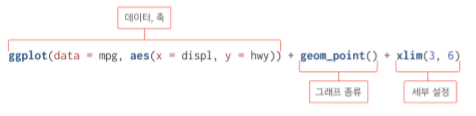 데이터, 축
ggplot(data = mpg, aes(x = displ, y = hwy)) + geom_point() + xlim(3, 6)
그래프 종류 세부 설정